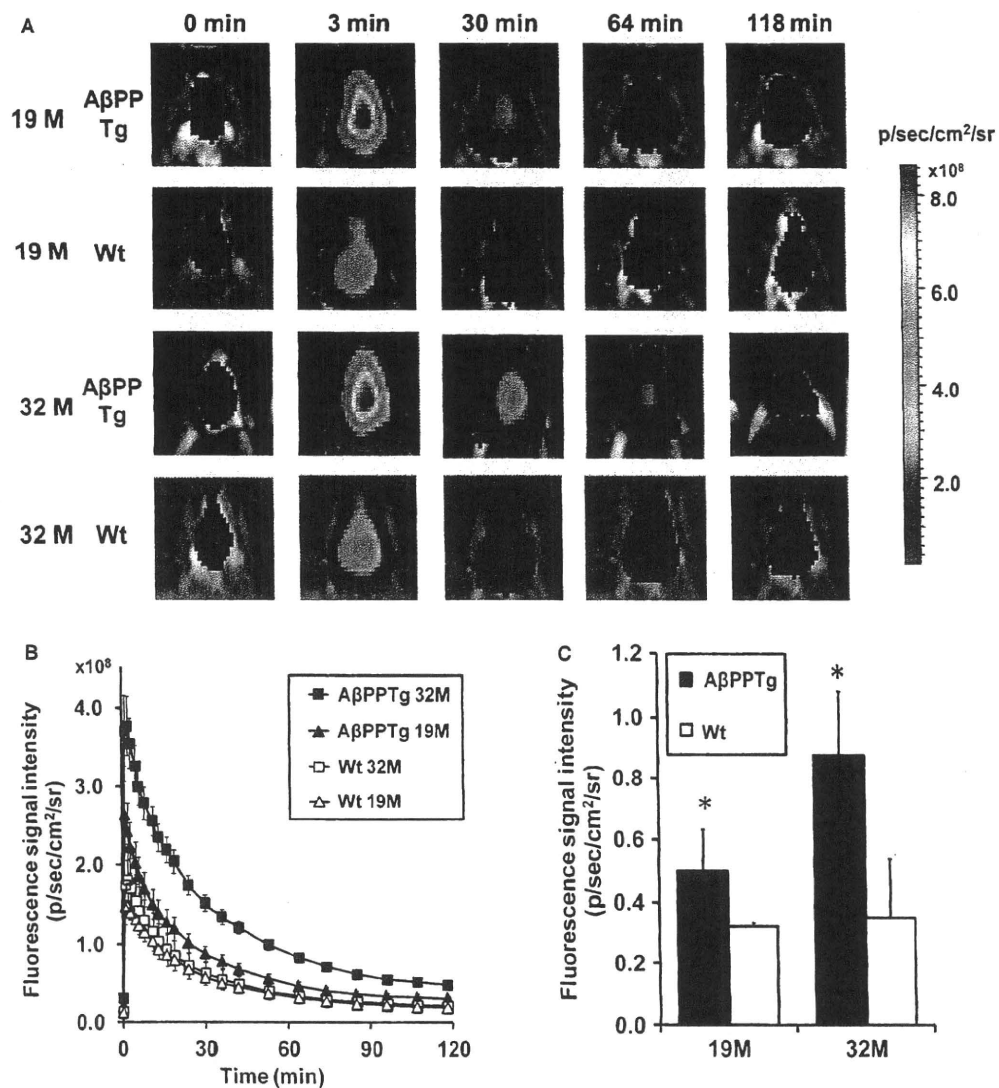 A
0 min 3 min 30 min 64 min 118 min
19 M AβPP Tg
19 M Wt
32 M AβPP Tg
32 M Wt
p/sec/cm²/sr
x10⁸
8.0
6.0
4.0
2.0
B
x10⁸
4.0
3.0
2.0
1.0
0.0
Fluorescence signal intensity
(p/sec/cm²/sr)
AβPPTg 32M
AβPPTg 19M
Wt 32M
Wt 19M
0 30 60 90 120
Time (min)
C
1.2
1.0
0.8
0.6
0.4
0.2
0.0
Fluorescence signal intensity
(p/sec/cm²/sr)
AβPPTg
Wt
*
*
19M 32M